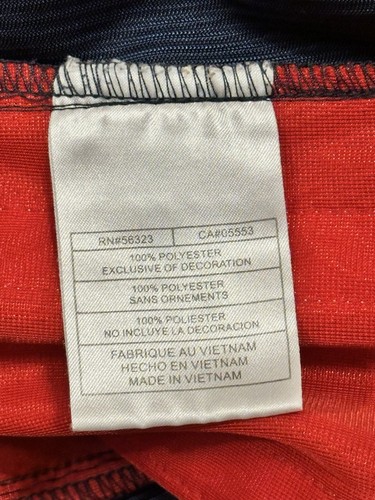 RN#56323 CA#05553
100% POLYESTER
EXCLUSIVE OF DECORATION
100% POLYESTER
SANS ORNEMENTS
100% POLIESTER
NO INCLUYE LA DECORACION
FABRIQUE AU VIETNAM
HECHO EN VIETNAM
MADE IN VIETNAM